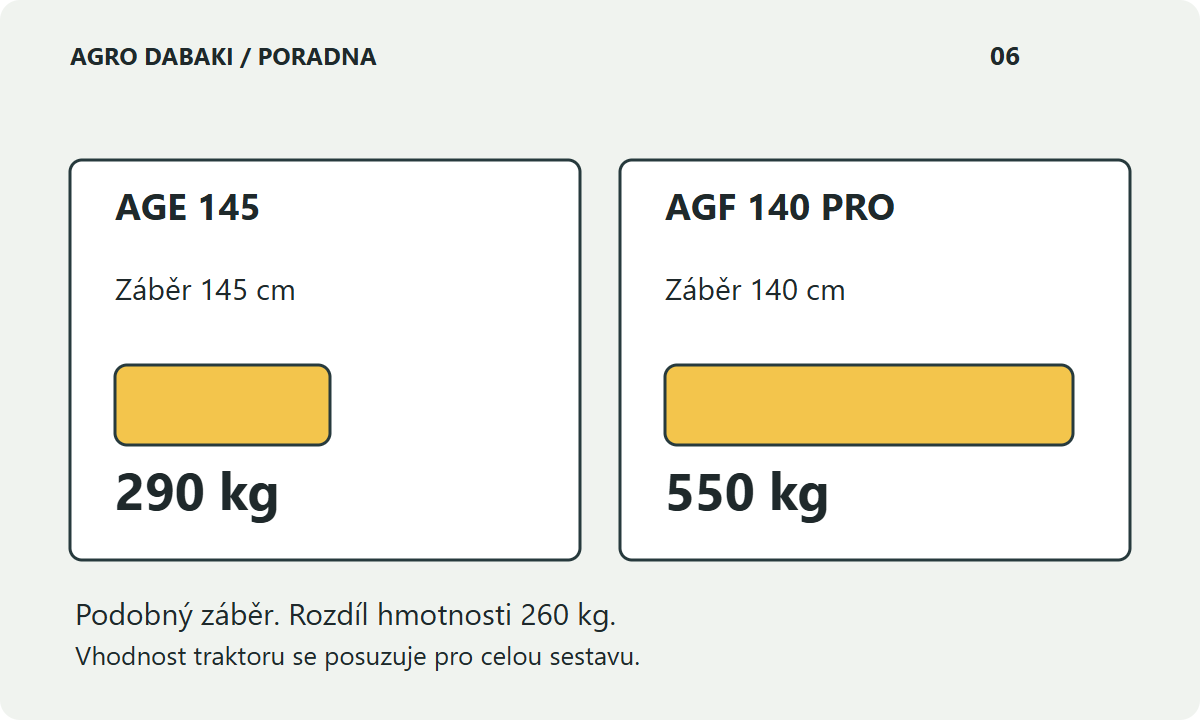 AGRO DABAKI / PORADNA
06
AGE 145
Záběr 145 cm
290 kg
AGF 140 PRO
Záběr 140 cm
550 kg
Podobný záběr. Rozdíl hmotnosti 260 kg.
Vhodnost traktoru se posuzuje pro celou sestavu.